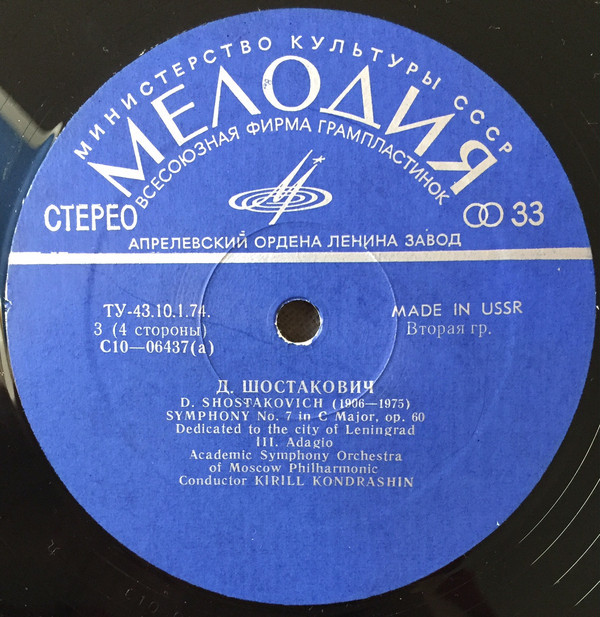 МИНИСТЕРСТВО КУЛЬТУРЫ СССР
МЕЛОДИЯ
ВСЕСОЮЗНАЯ ФИРМА ГРАМПЛАСТИНОК
СТЕРЕО
33
АПРЕЛЕВСКИЙ ОРДЕНА ЛЕНИНА ЗАВОД
ТУ-43.10.1.74.
3 (4 стороны)
С10—06437(а)
MADE IN USSR
Вторая гр.
Д. ШОСТАКОВИЧ
D. SHOSTAKOVICH (1906—1975)
SYMPHONY No. 7 in C Major, op. 60
Dedicated to the city of Leningrad
III. Adagio
Academic Symphony Orchestra
of Moscow Philharmonic
Conductor KIRILL KONDRASHIN